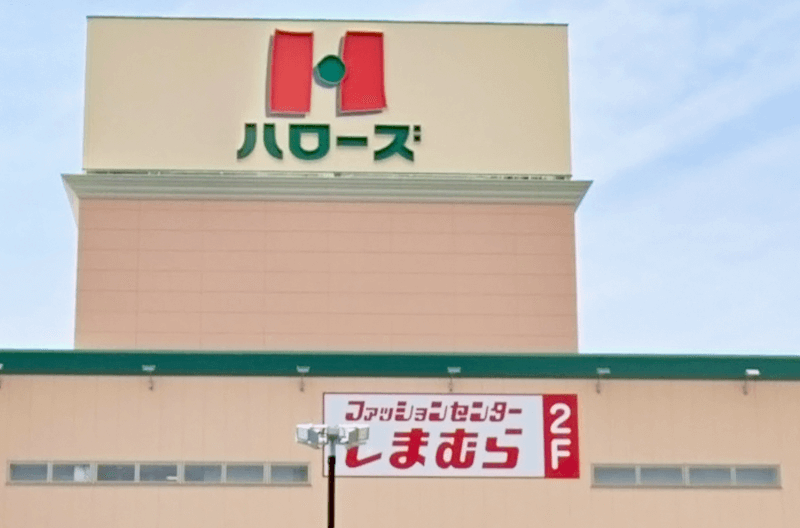 ハローズ
ファッションセンター
しまむら
2F